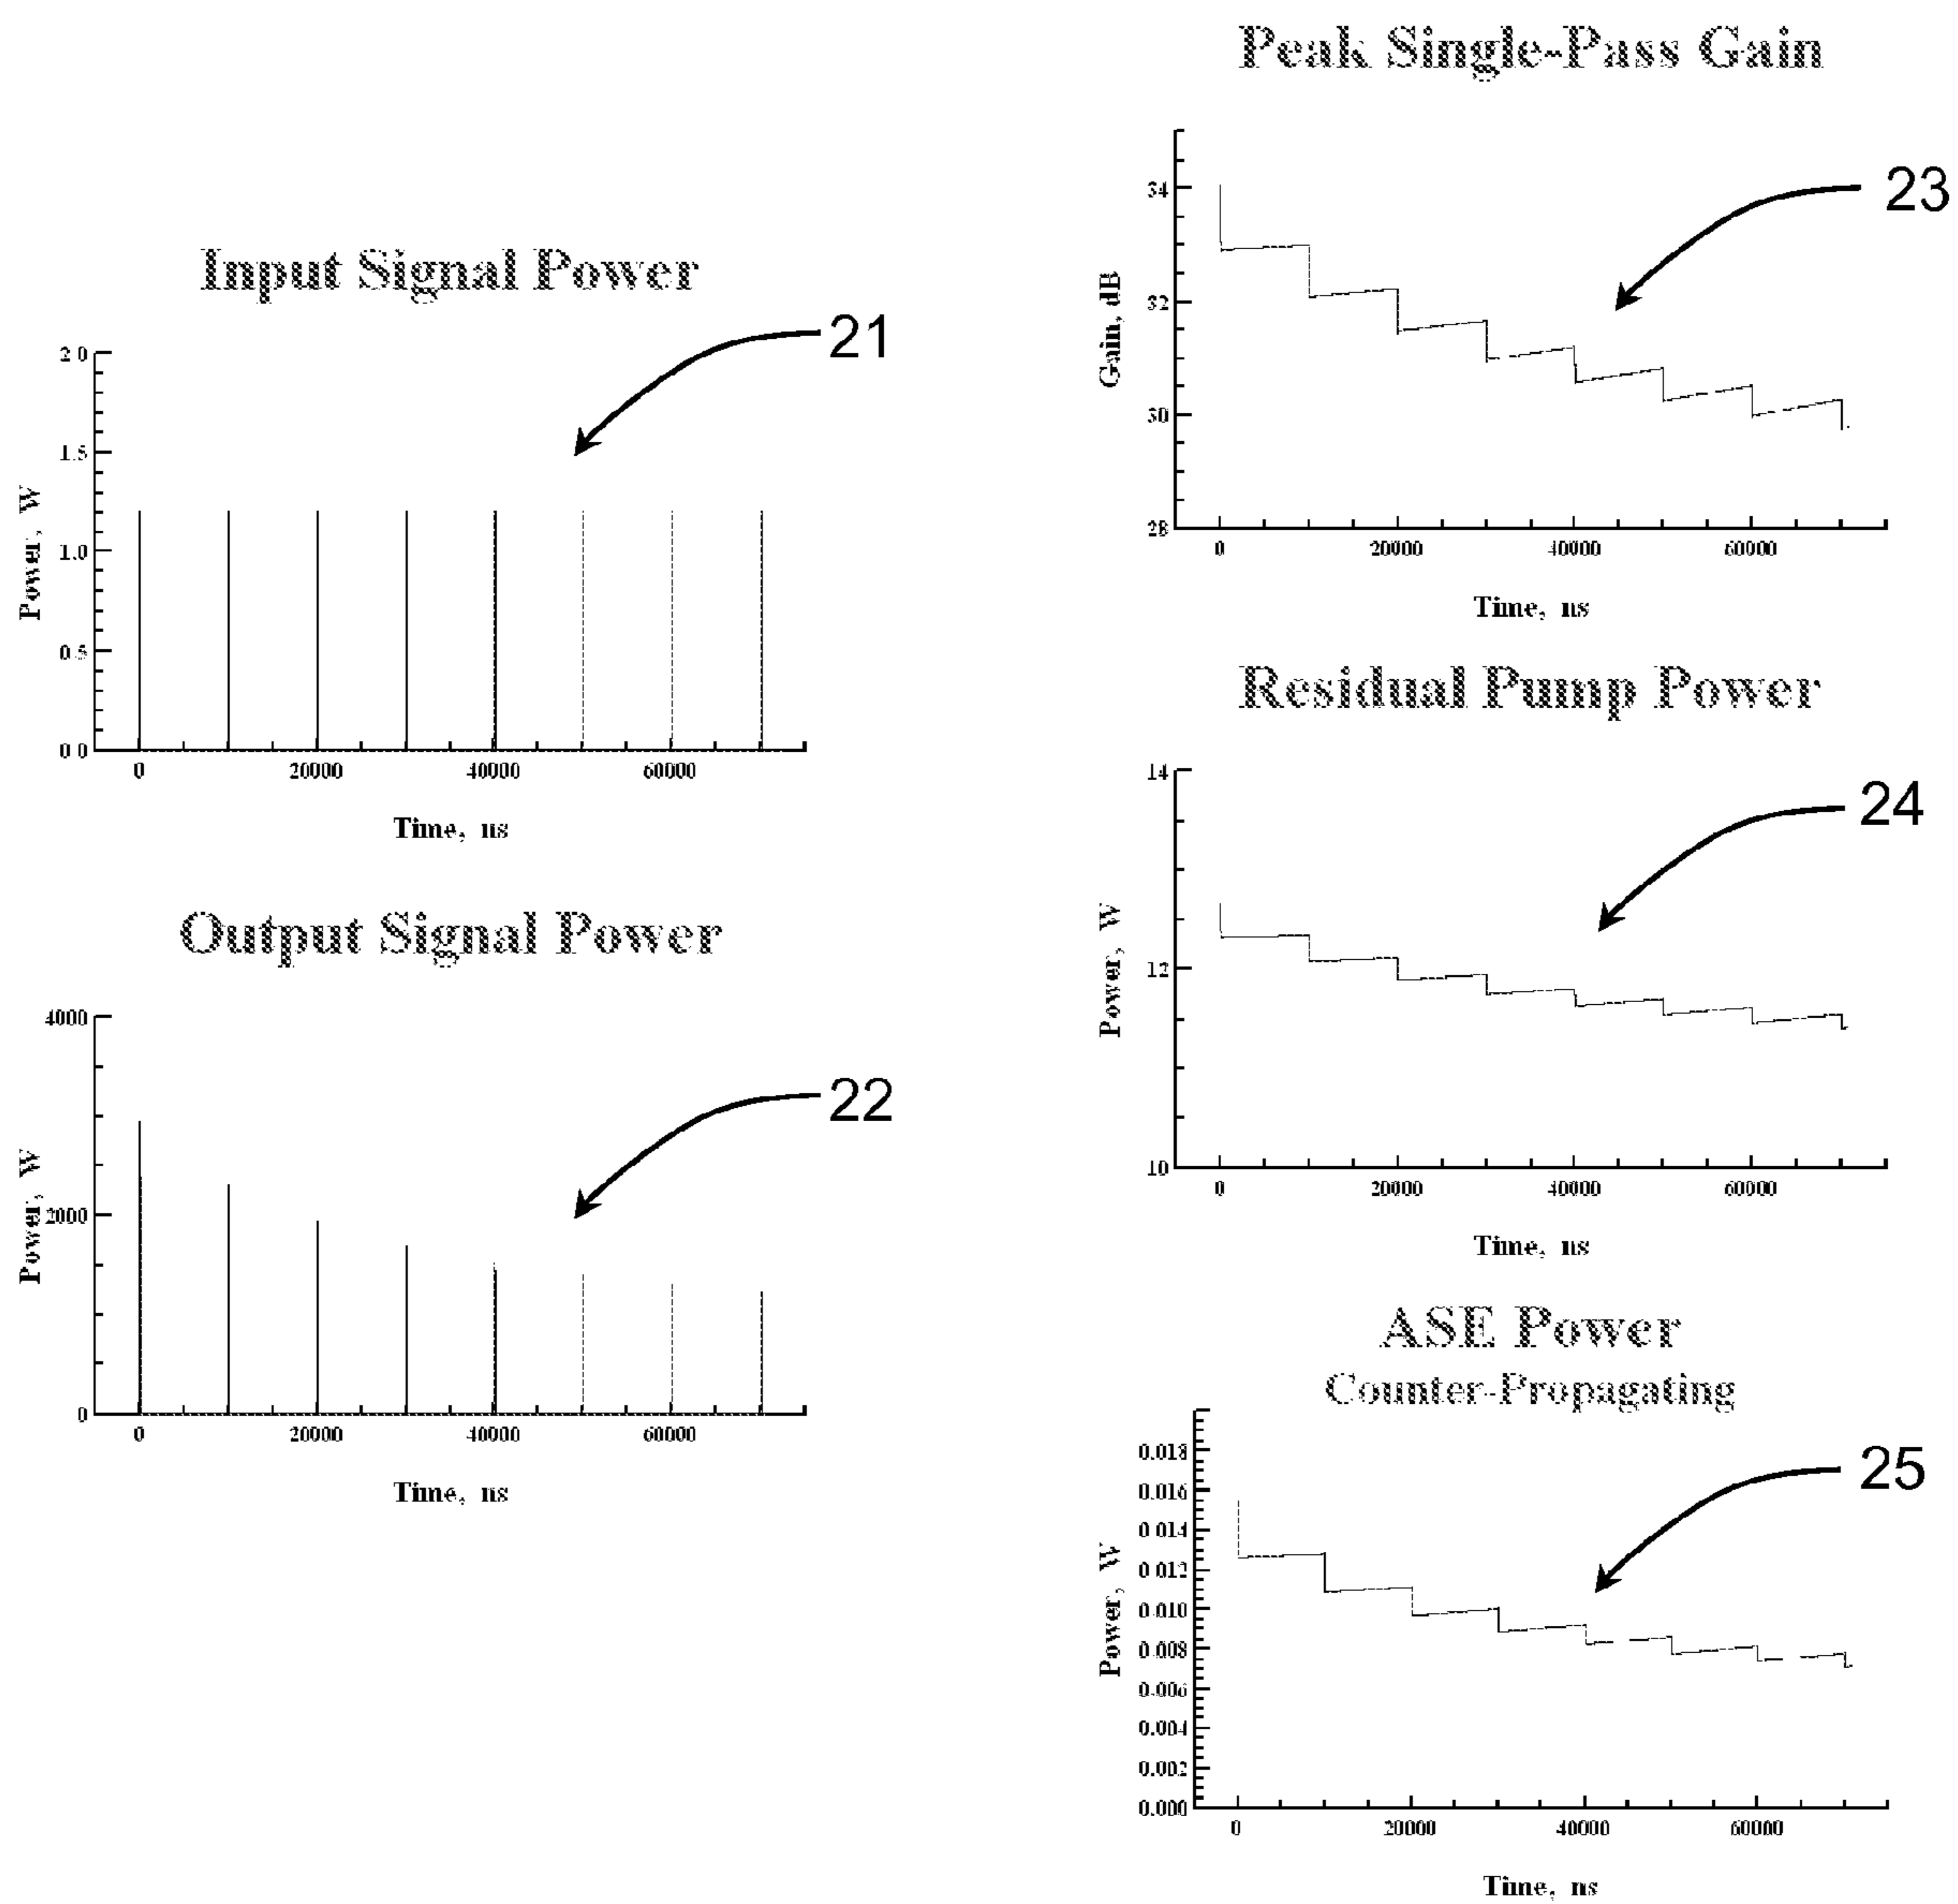 Input Signal Power
21
2.0
1.5
1.0
0.5
0.0
Power, W
0 20000 40000 60000
Time, ns
Output Signal Power
22
4000
2000
0
Power, W
0 20000 40000 60000
Time, ns
Peak Single-Pass Gain
23
34
32
30
28
Gain, dB
0 20000 40000 60000
Time, ns
Residual Pump Power
24
14
12
10
Power, W
0 20000 40000 60000
Time, ns
ASE Power
Counter-Propagating
25
0.018
0.016
0.014
0.012
0.010
0.008
0.006
0.004
0.002
0.000
Power, W
0 20000 40000 60000
Time, ns